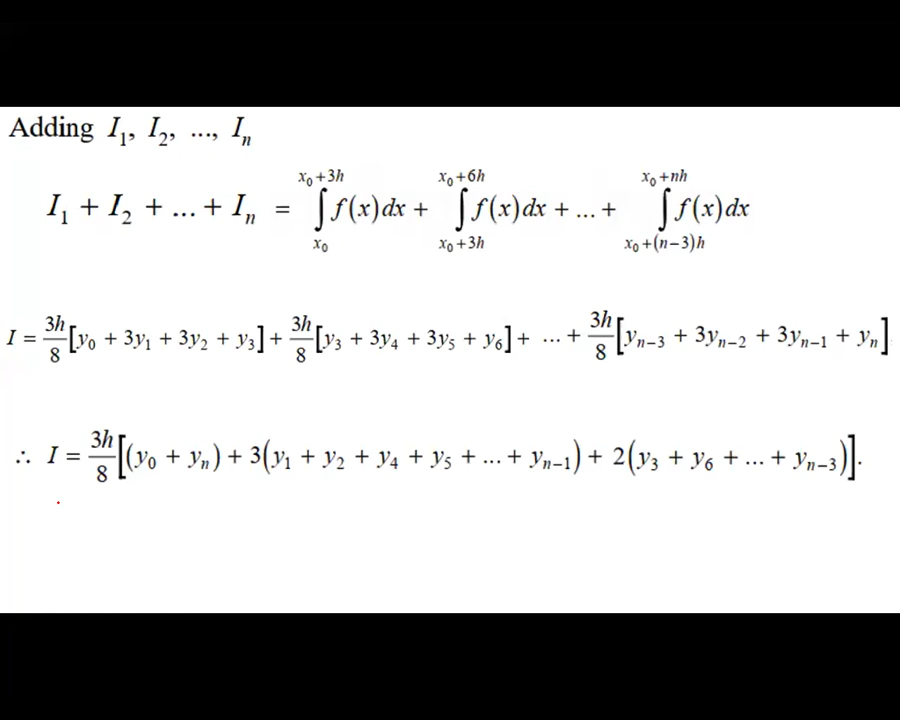 Adding I₁, I₂, ..., Iₙ
I₁ + I₂ + ... + Iₙ = ∫_{x₀}^{x₀+3h} f(x)dx + ∫_{x₀+3h}^{x₀+6h} f(x)dx + ... + ∫_{x₀+(n−3)h}^{x₀+nh} f(x)dx
I = 3h/8 [y₀ + 3y₁ + 3y₂ + y₃] + 3h/8 [y₃ + 3y₄ + 3y₅ + y₆] + ... + 3h/8 [yₙ₋₃ + 3yₙ₋₂ + 3yₙ₋₁ + yₙ]
∴ I = 3h/8 [(y₀ + yₙ) + 3(y₁ + y₂ + y₄ + y₅ + ... + yₙ₋₁) + 2(y₃ + y₆ + ... + yₙ₋₃)].